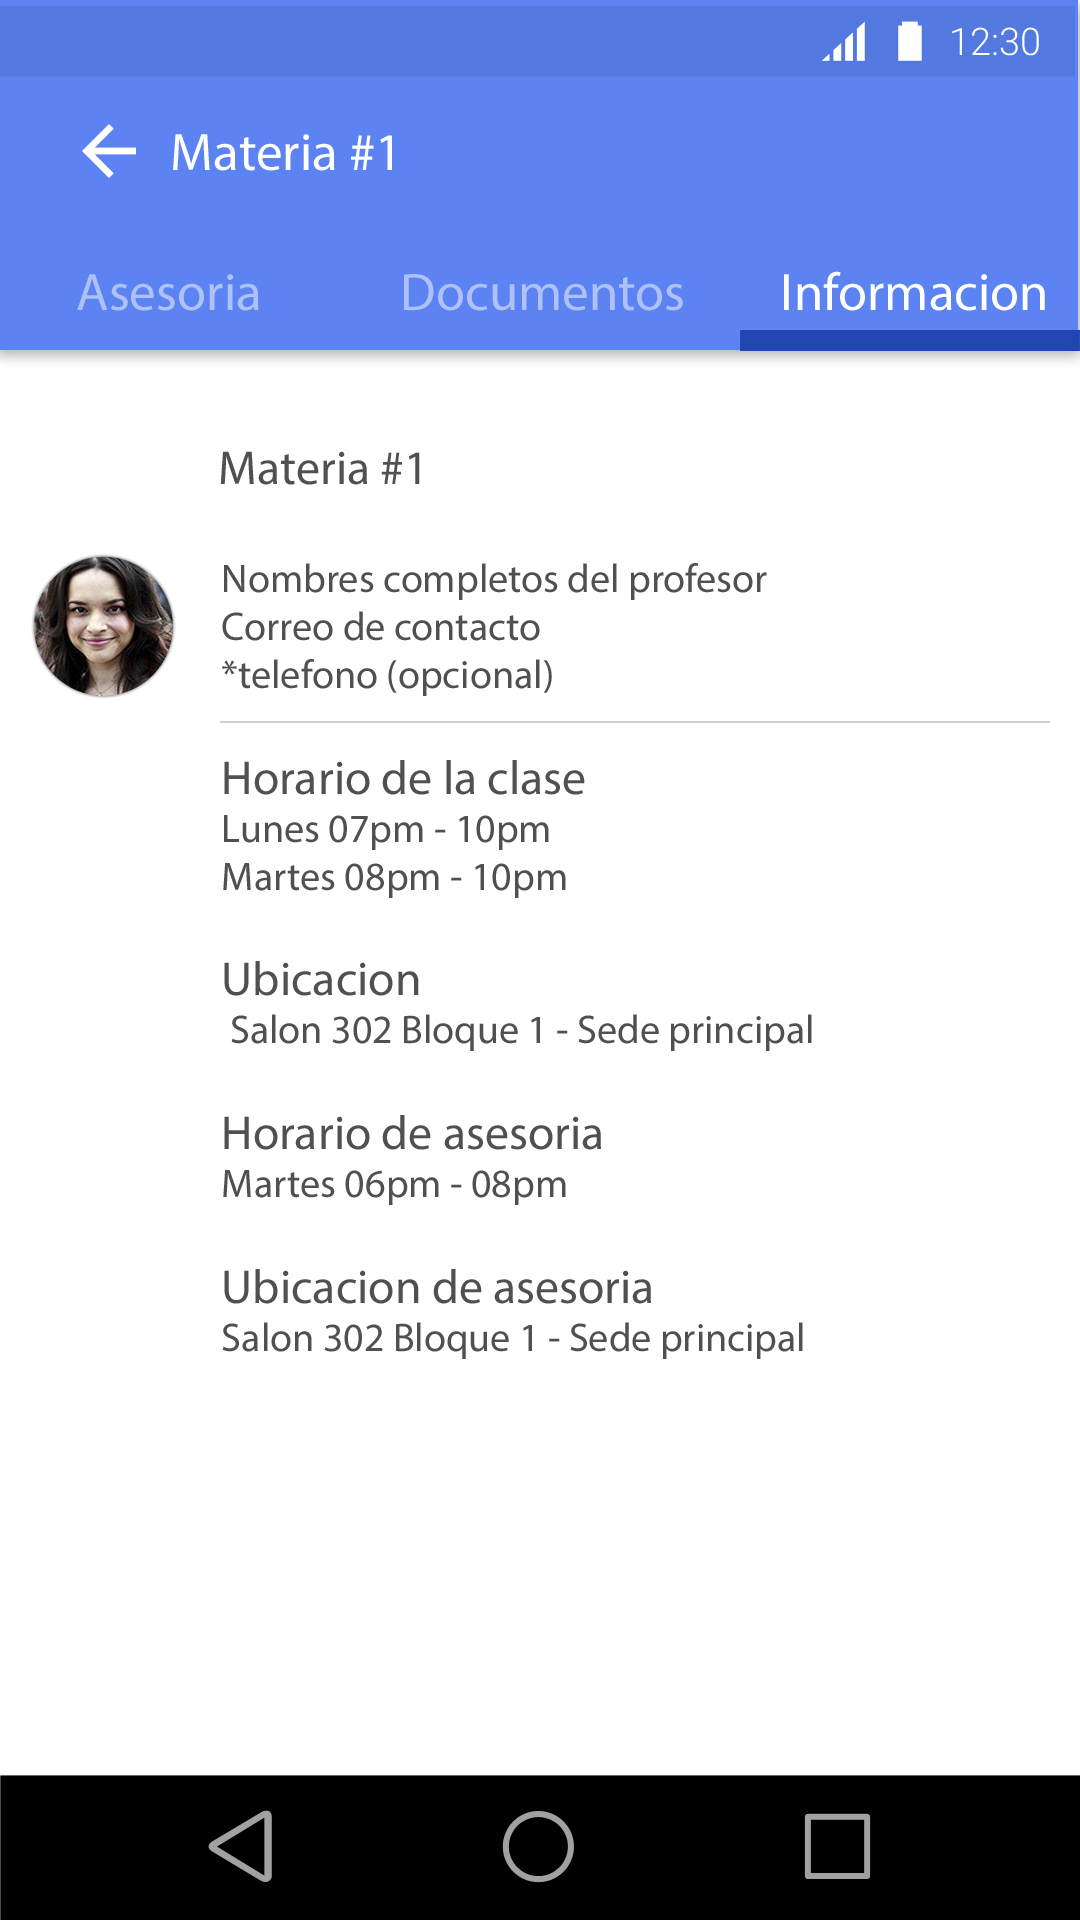 12:30
Materia #1
Asesoria Documentos Informacion
Materia #1
Nombres completos del profesor
Correo de contacto
*telefono (opcional)
Horario de la clase
Lunes 07pm - 10pm
Martes 08pm - 10pm
Ubicacion
Salon 302 Bloque 1 - Sede principal
Horario de asesoria
Martes 06pm - 08pm
Ubicacion de asesoria
Salon 302 Bloque 1 - Sede principal